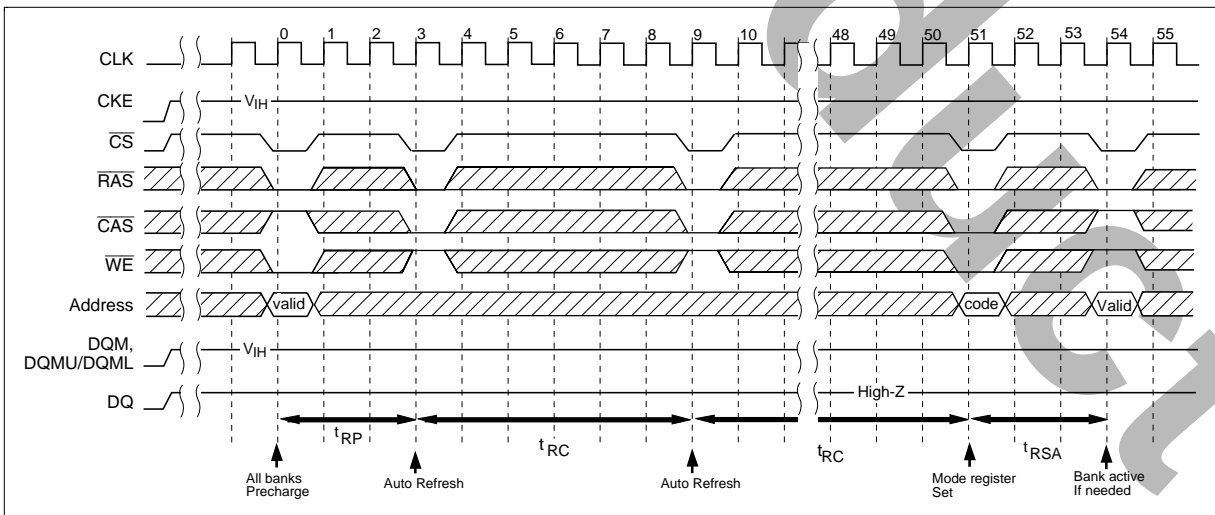 0 1 2 3 4 5 6 7 8 9 10 48 49 50 51 52 53 54 55
CLK
CKE VIH
CS
RAS
CAS
WE
Address valid code Valid
DQM,
DQMU/DQML VIH
DQ High-Z
tRP tRC tRC tRSA
All banks
Precharge
Auto Refresh
Auto Refresh
Mode register
Set
Bank active
If needed